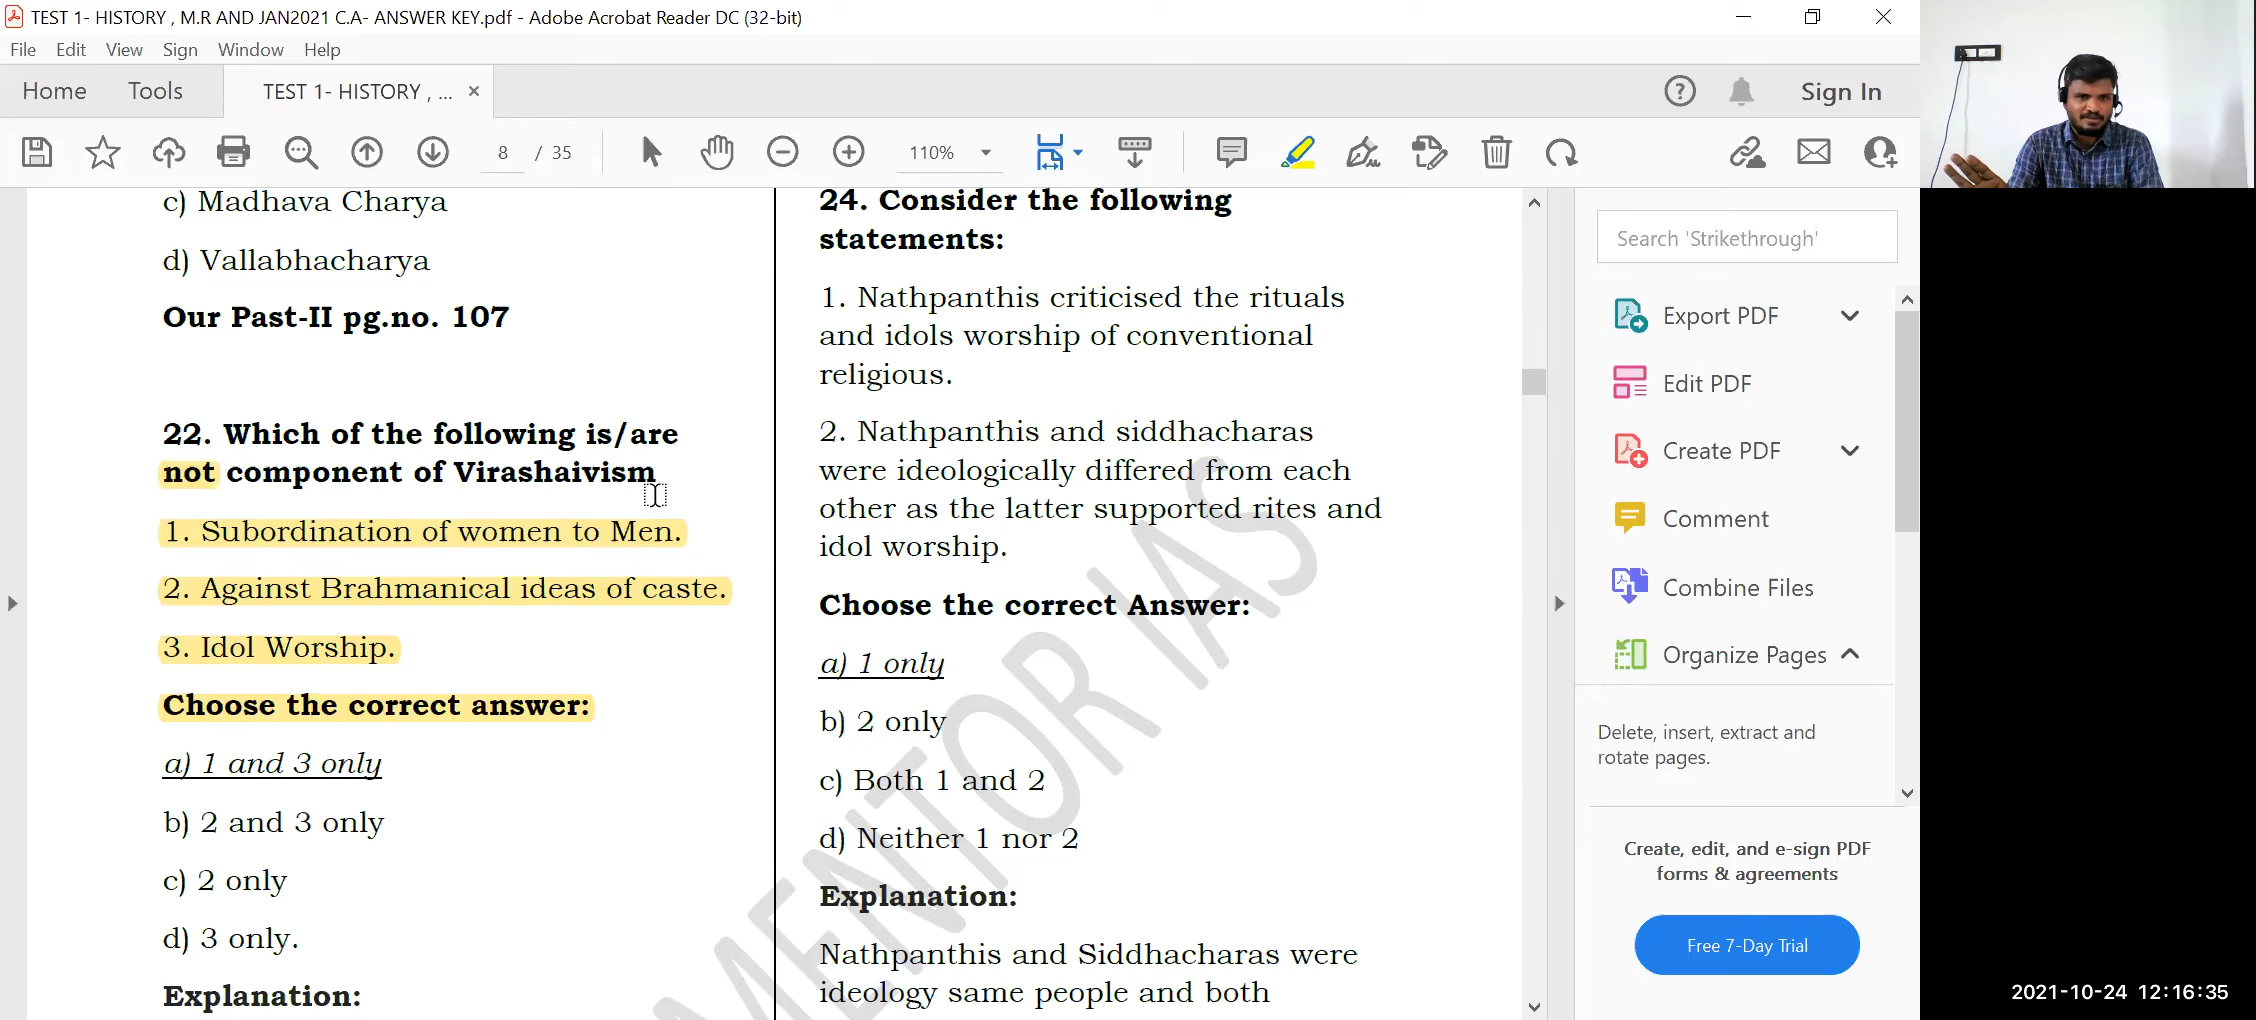 TEST 1- HISTORY , M.R AND JAN2021 C.A- ANSWER KEY.pdf - Adobe Acrobat Reader DC (32-bit)
File Edit View Sign Window Help
Home Tools TEST 1- HISTORY , ... × Sign In
8 / 35 110%
c) Madhava Charya
d) Vallabhacharya
Our Past-II pg.no. 107
22. Which of the following is/are
not component of Virashaivism
1. Subordination of women to Men.
2. Against Brahmanical ideas of caste.
3. Idol Worship.
Choose the correct answer:
a) 1 and 3 only
b) 2 and 3 only
c) 2 only
d) 3 only.
Explanation:
24. Consider the following
statements:
1. Nathpanthis criticised the rituals
and idols worship of conventional
religious.
2. Nathpanthis and siddhacharas
were ideologically differed from each
other as the latter supported rites and
idol worship.
Choose the correct Answer:
a) 1 only
b) 2 only
c) Both 1 and 2
d) Neither 1 nor 2
Explanation:
Nathpanthis and Siddhacharas were
ideology same people and both
MENTOR IAS
Search 'Strikethrough'
Export PDF
Edit PDF
Create PDF
Comment
Combine Files
Organize Pages
Delete, insert, extract and
rotate pages.
Create, edit, and e-sign PDF
forms & agreements
Free 7-Day Trial
2021-10-24 12:16:35